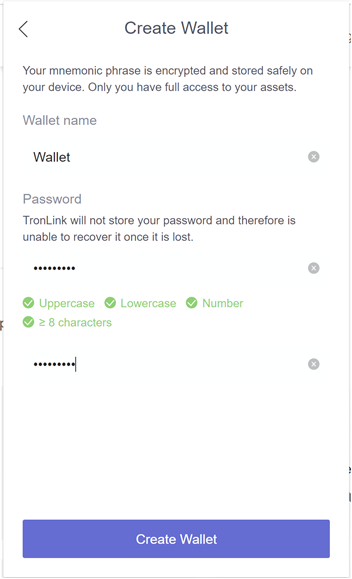 Create Wallet
Your mnemonic phrase is encrypted and stored safely on
your device. Only you have full access to your assets.
Wallet name
Wallet
Password
TronLink will not store your password and therefore is
unable to recover it once it is lost.
•••••••••
Uppercase Lowercase Number
≥ 8 characters
•••••••••
Create Wallet